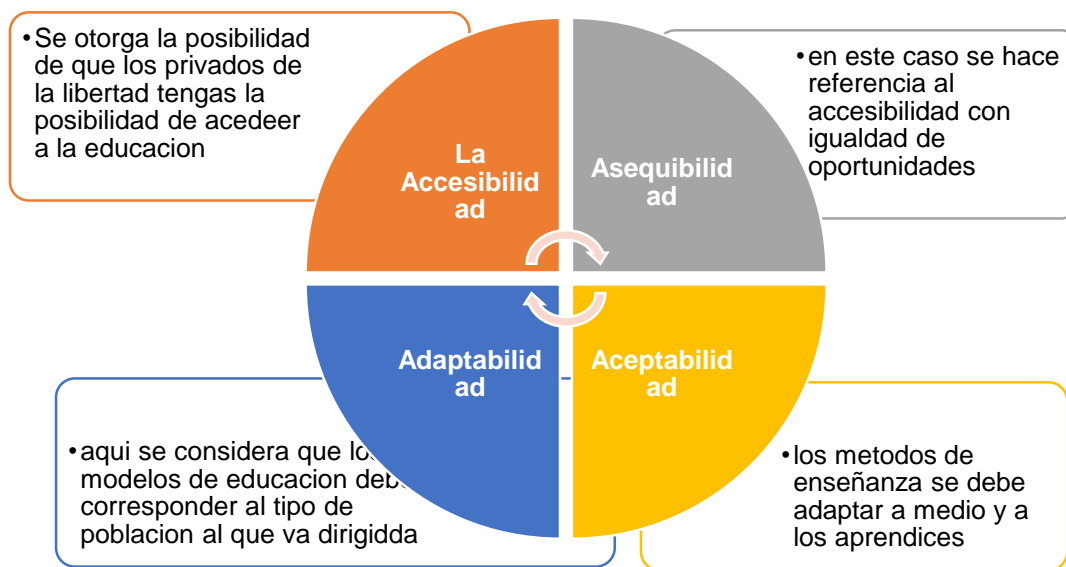 •Se otorga la posibilidad
de que los privados de
la libertad tengas la
posibilidad de acedeer
a la educacion
La
Accesibilid
ad
Asequibilid
ad
•en este caso se hace
referencia al
accesibilidad con
igualdad de
oportunidades
Adaptabilid
ad
•aqui se considera que
modelos de educacion
corresponder al tipo de
poblacion al que va dirigidda
Aceptabilid
ad
•los metodos de
enseñanza se debe
adaptar a medio y a
los aprendices